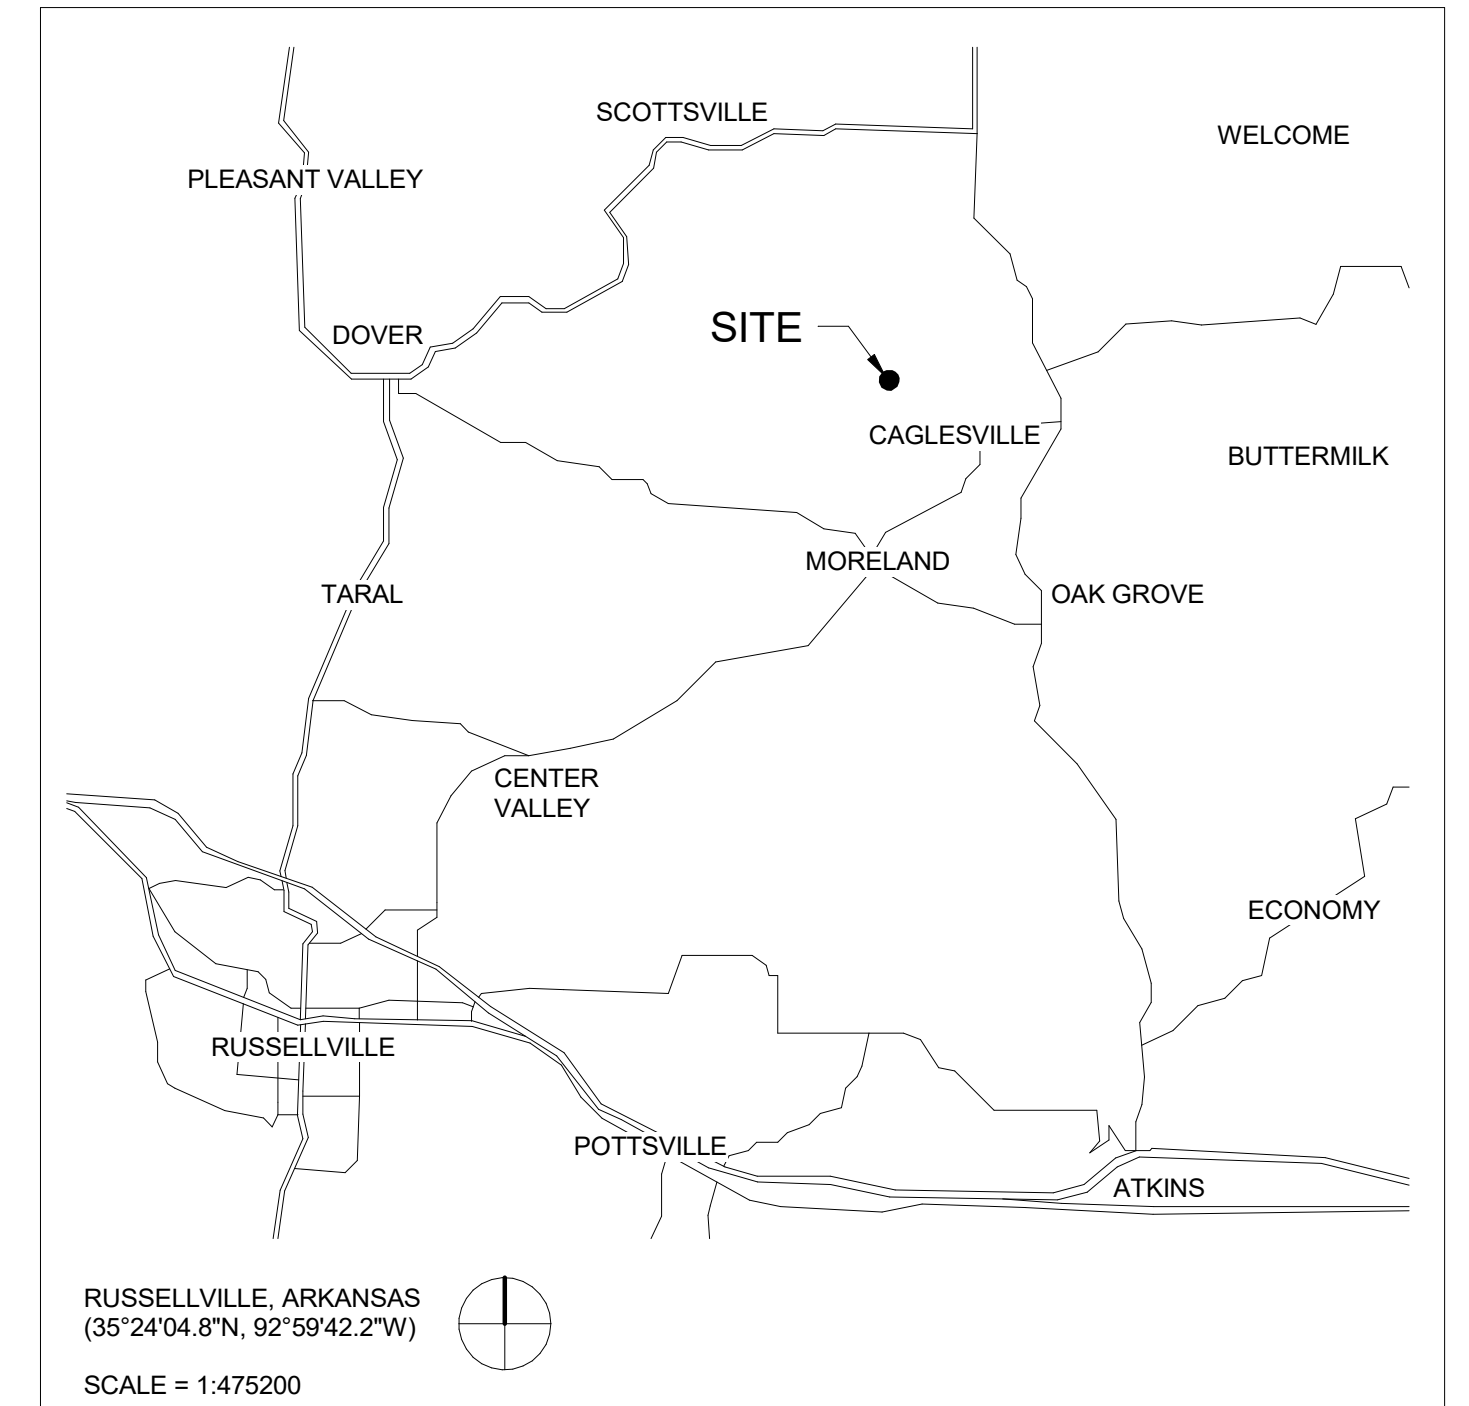 SCOTTSVILLE
WELCOME
PLEASANT VALLEY
SITE
DOVER
CAGLESVILLE
BUTTERMILK
MORELAND
TARAL
OAK GROVE
CENTER
VALLEY
ECONOMY
RUSSELLVILLE
POTTSVILLE
ATKINS
RUSSELLVILLE, ARKANSAS
(35°24'04.8"N, 92°59'42.2"W)
SCALE = 1:475200